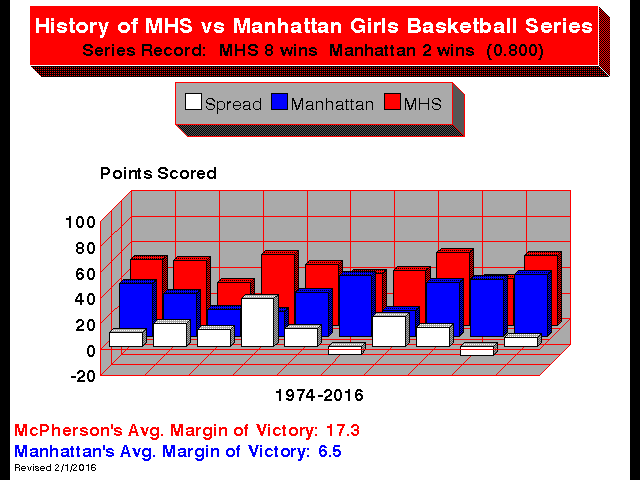 History of MHS vs Manhattan Girls Basketball Series
Series Record: MHS 8 wins Manhattan 2 wins (0.800)
Spread Manhattan MHS
Points Scored
100
80
60
40
20
0
-20
1974-2016
McPherson's Avg. Margin of Victory: 17.3
Manhattan's Avg. Margin of Victory: 6.5
Revised 2/1/2016